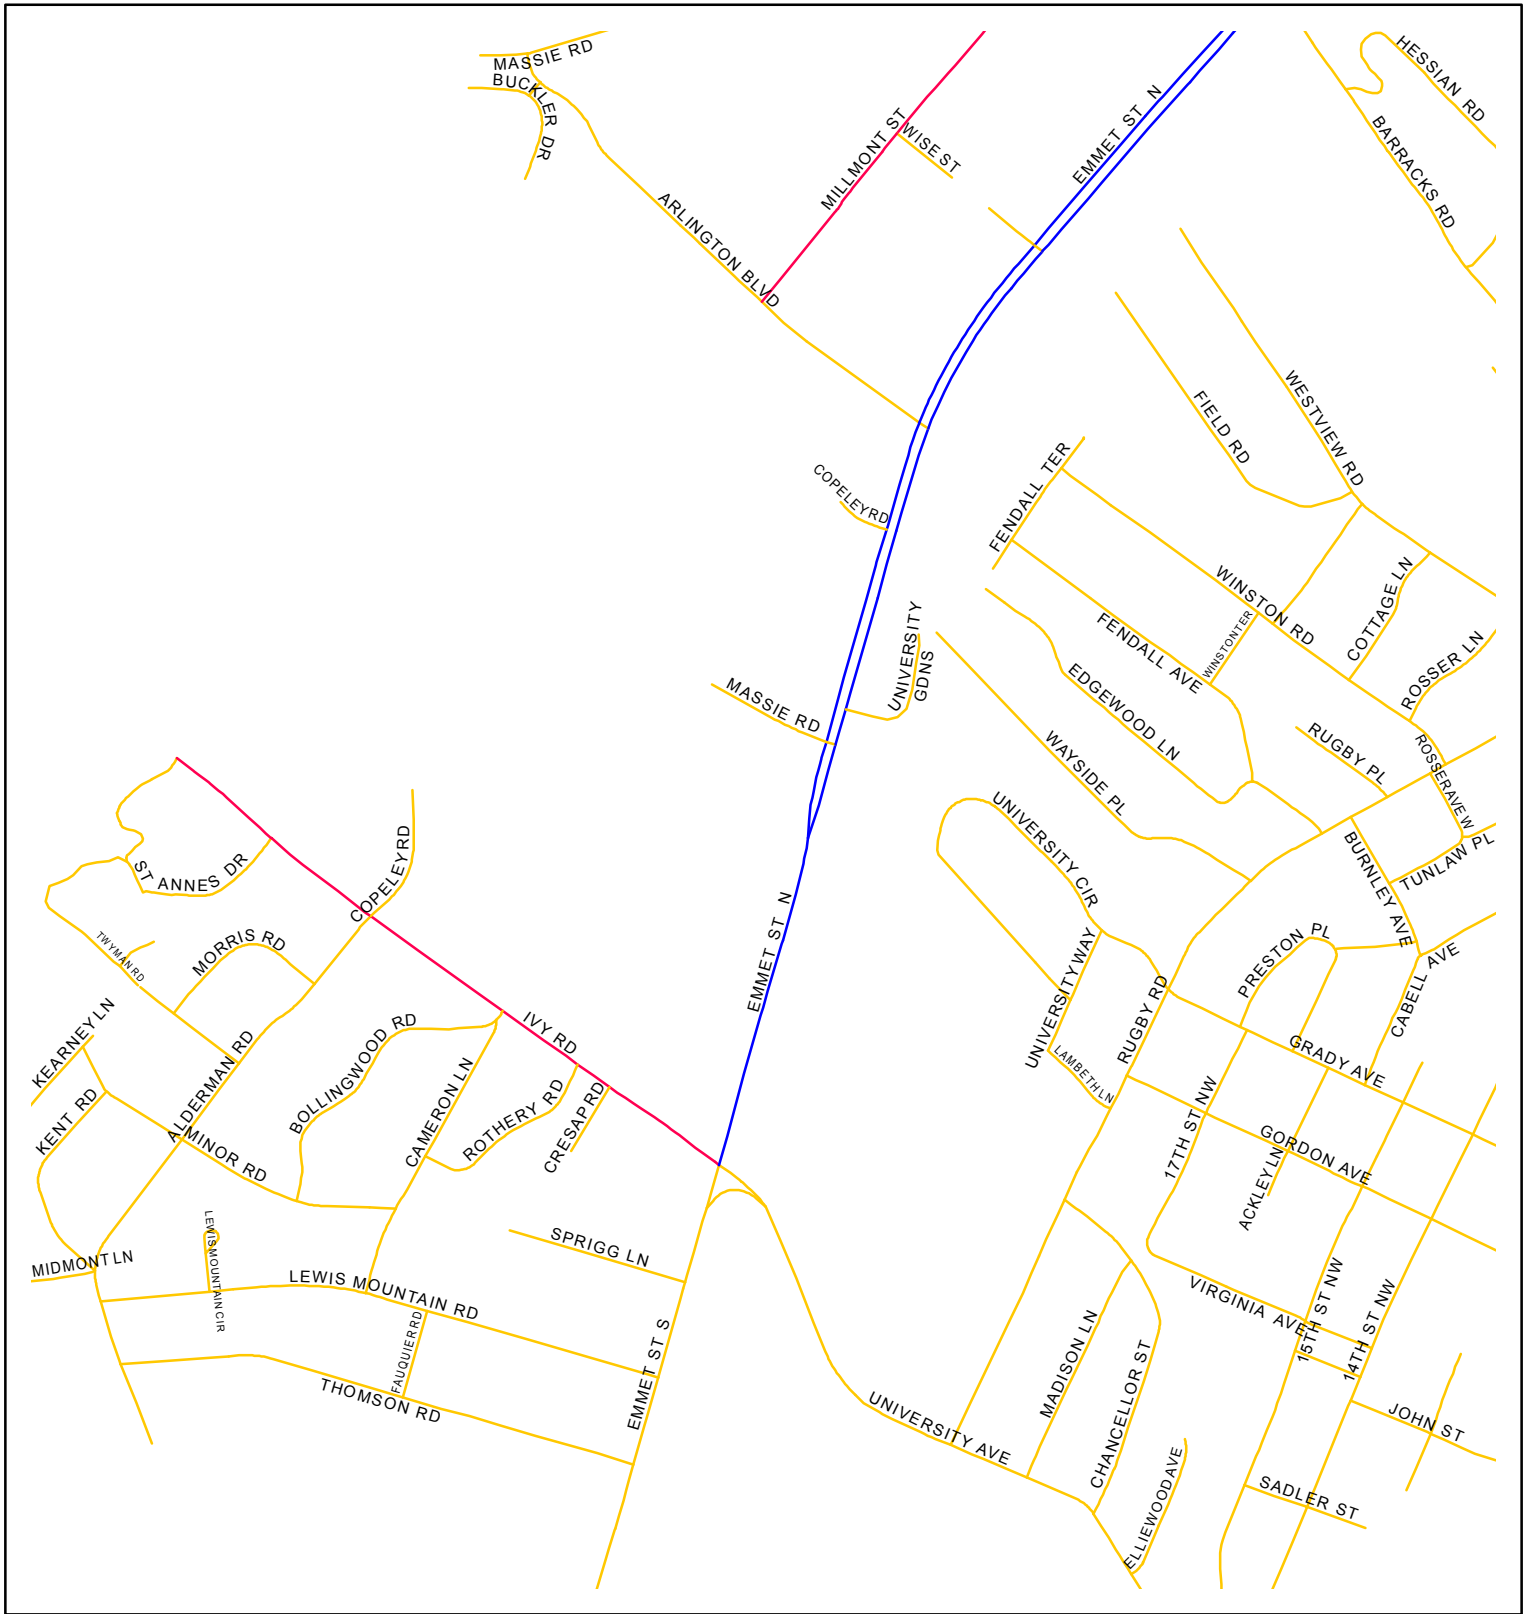 MASSIE RD
HESSIAN RD
BUCKLER DR
EMMET ST N
MILLMONT ST
WISE ST
BARRACKS RD
ARLINGTON BLVD
WESTVIEW RD
FIELD RD
FENDALL TER
COPELEY RD
WINSTON RD
COTTAGE LN
FENDALL AVE
WINSTON TER
ROSSER LN
UNIVERSITY
GDNS
EDGEWOOD LN
MASSIE RD
WAYSIDE PL
RUGBY PL
ROSSER AVE W
UNIVERSITY CIR
BURNLEY AVE
TUNLAW PL
COPELEY RD
ST ANNES DR
EMMET ST N
MORRIS RD
TWYMAN RD
PRESTON PL
CABELL AVE
UNIVERSITY WAY
RUGBY RD
KEARNEY LN
IVY RD
BOLLINGWOOD RD
LAMBETH LN
GRADY AVE
ALDERMAN RD
KENT RD
CAMERON LN
ROTHERY RD
CRESAP RD
17TH ST NW
MINOR RD
GORDON AVE
ACKLEY LN
LEWIS MOUNTAIN CIR
MIDMONT LN
SPRIGG LN
LEWIS MOUNTAIN RD
VIRGINIA AVE
15TH ST NW
14TH ST NW
FAUQUIER RD
EMMET ST S
MADISON LN
CHANCELLOR ST
THOMSON RD
UNIVERSITY AVE
JOHN ST
ELLIEWOOD AVE
SADLER ST